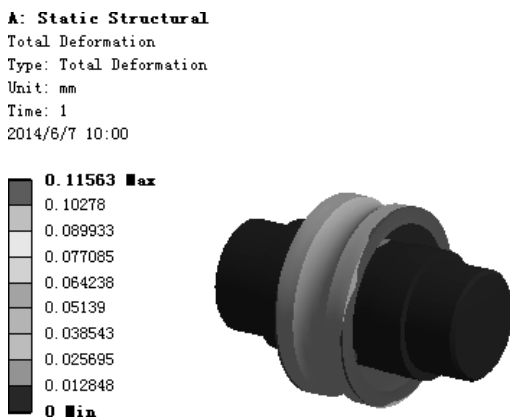 A: Static Structural
Total Deformation
Type: Total Deformation
Unit: mm
Time: 1
2014/6/7 10:00
0.11563 Max
0.10278
0.089933
0.077085
0.064238
0.05139
0.038543
0.025695
0.012848
0 Min